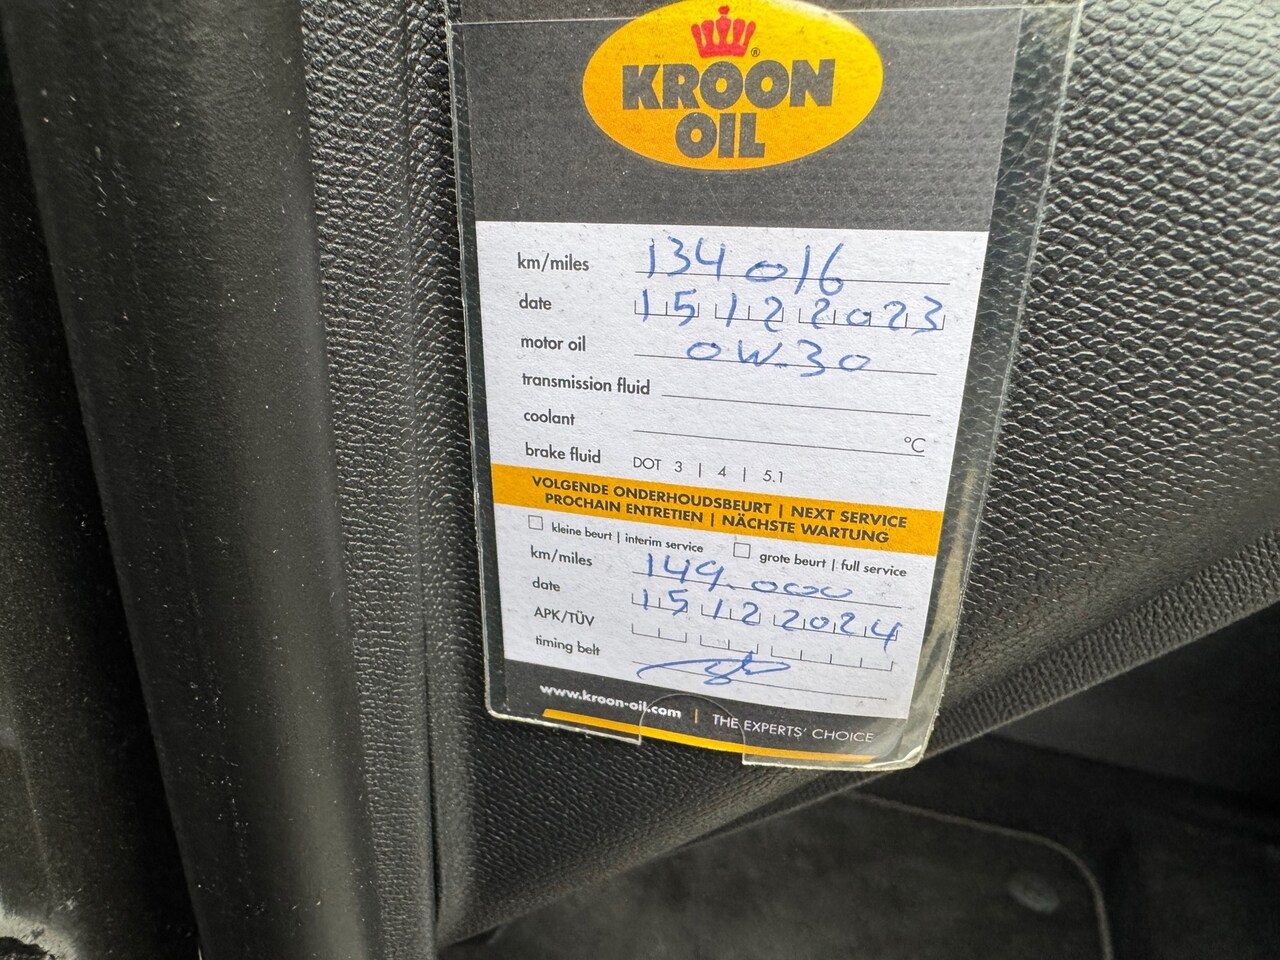 KROON
OIL
®
km/miles 134016
date 15 12 2023
motor oil 0W-30
transmission fluid
coolant °C
brake fluid DOT 3 | 4 | 5.1
VOLGENDE ONDERHOUDSBEURT | NEXT SERVICE
PROCHAIN ENTRETIEN | NÄCHSTE WARTUNG
kleine beurt | interim service grote beurt | full service
km/miles 149.000
date 15 12 2024
APK/TÜV
timing belt
www.kroon-oil.com | THE EXPERTS' CHOICE